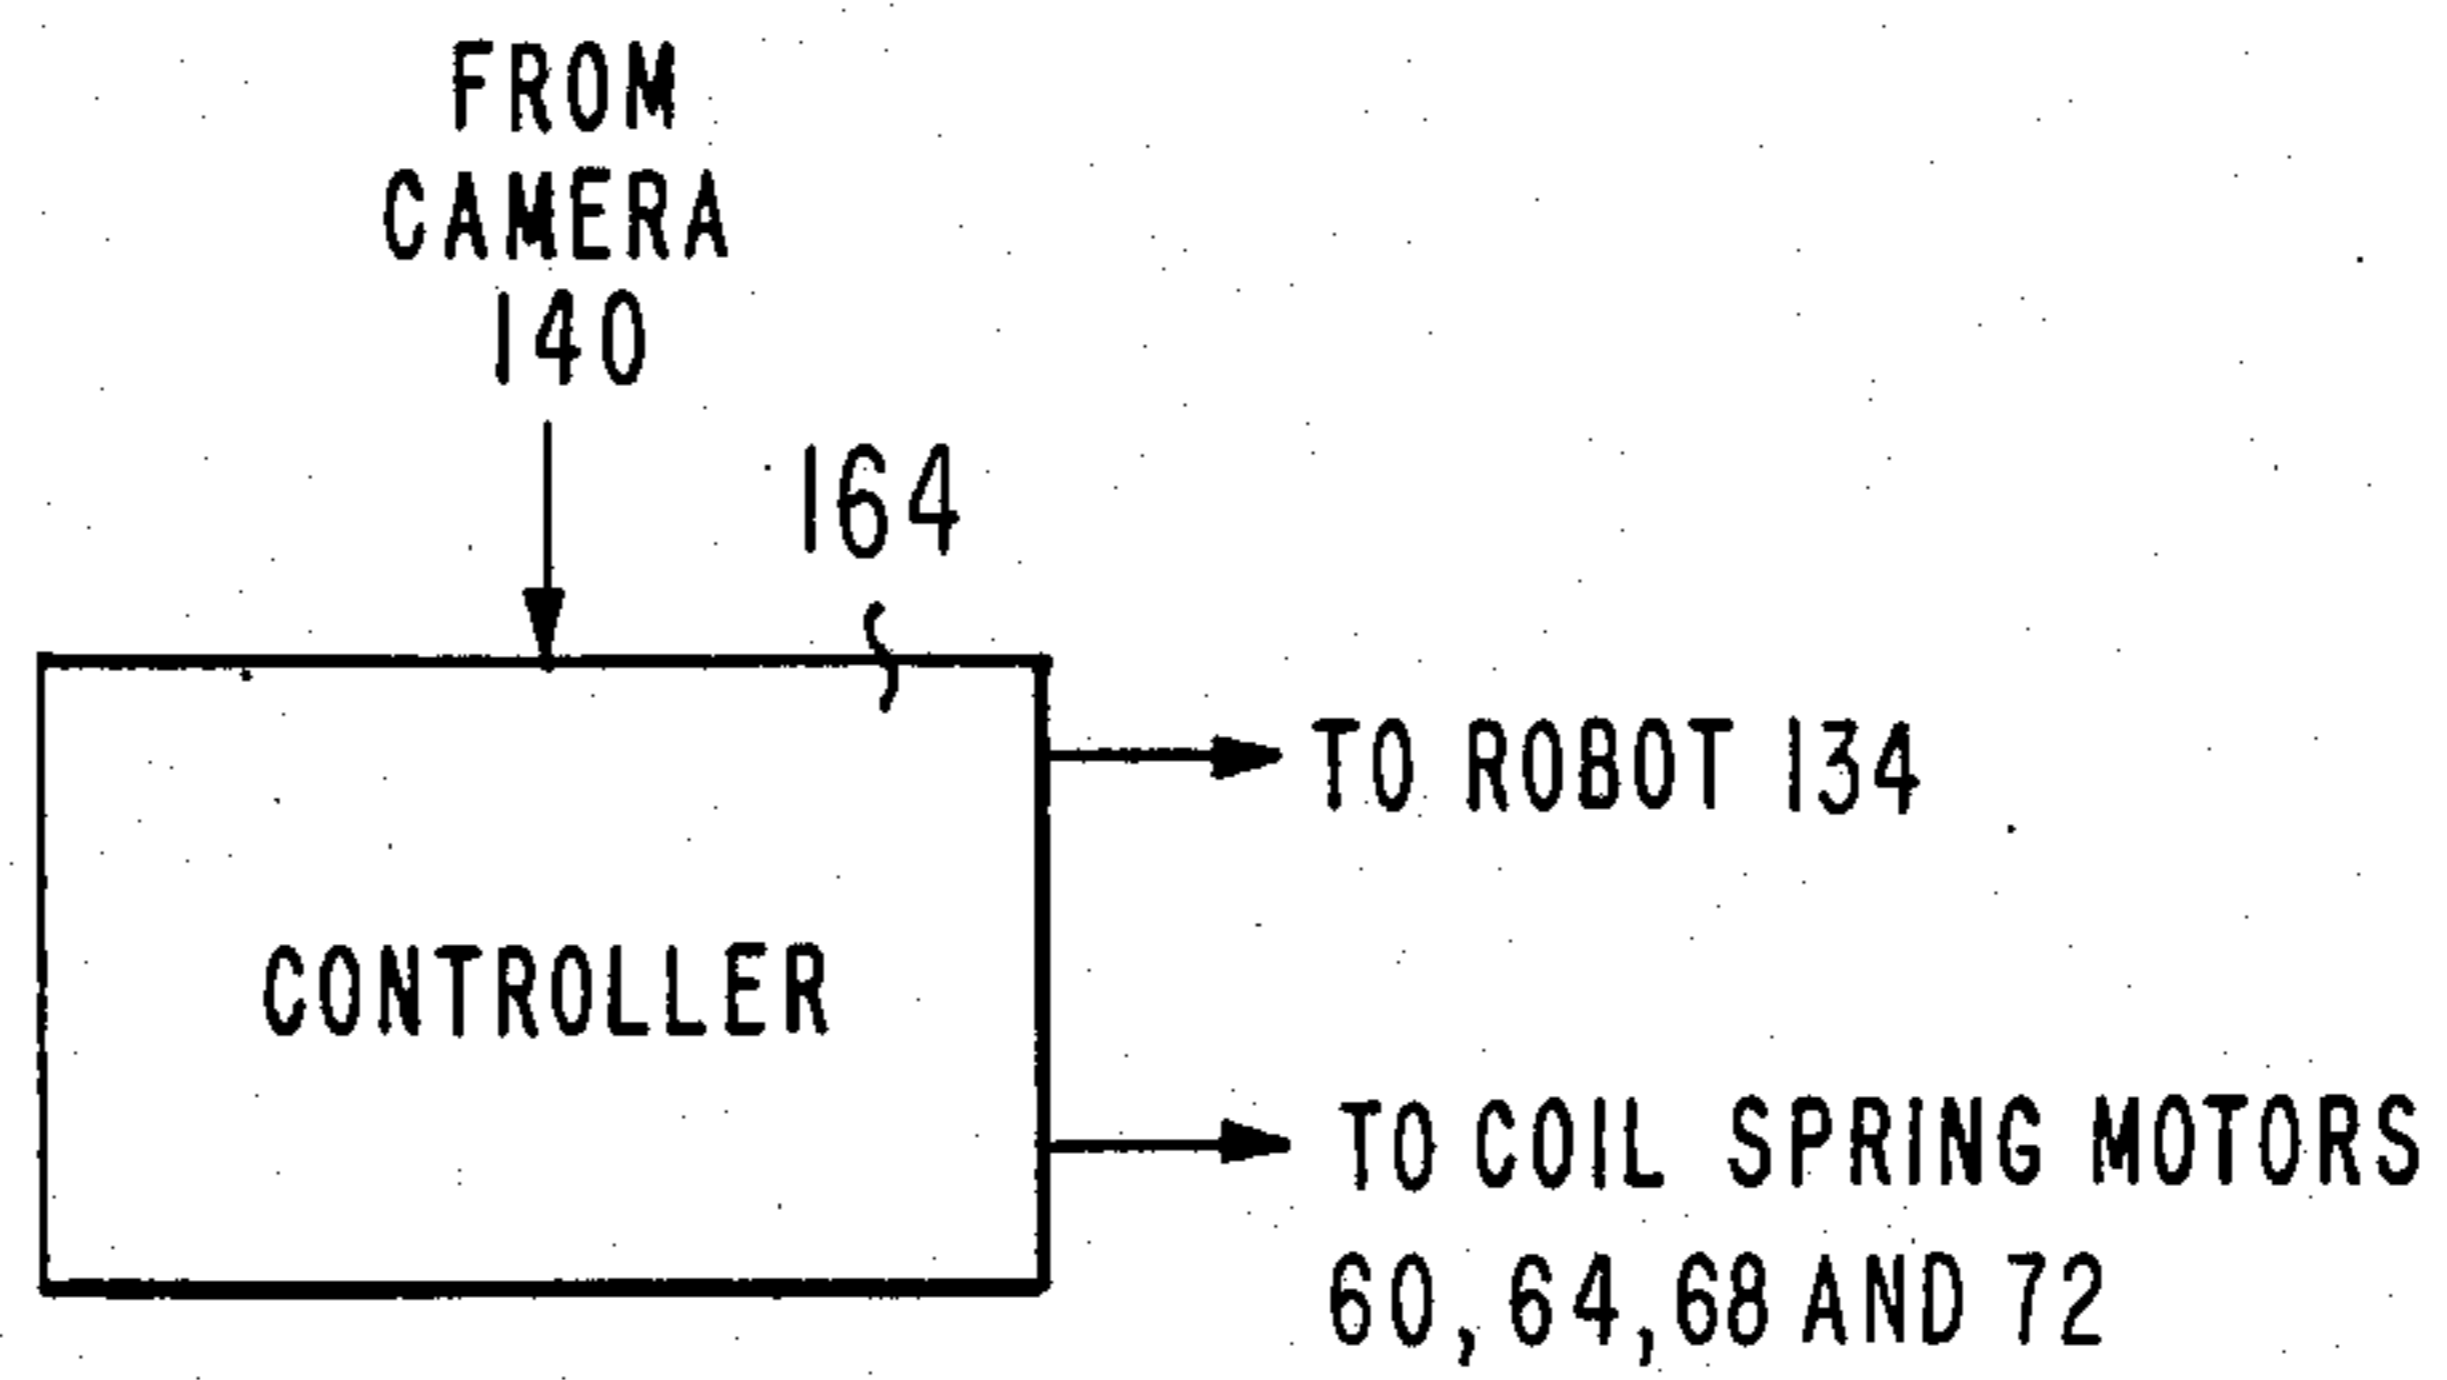 FROM
CAMERA
140
164
TO ROBOT 134
CONTROLLER
TO COIL SPRING MOTORS
60, 64, 68 AND 72